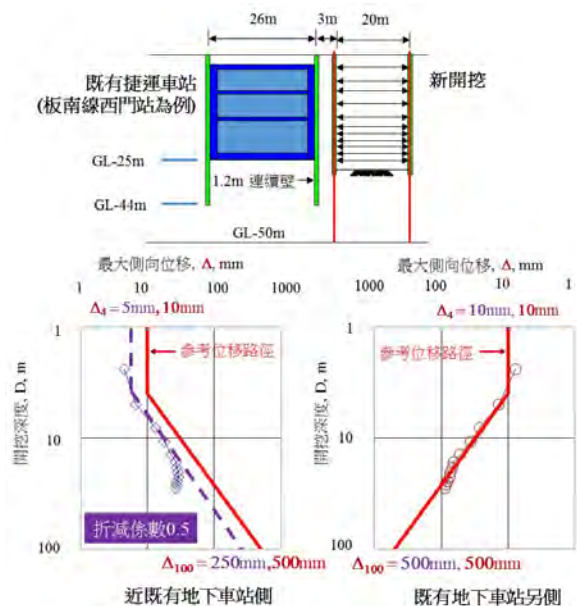 26m 3m 20m
既有捷運車站
(板南線西門站為例)
新開挖
GL-25m
1.2m 連續壁
GL-44m
GL-50m
最大側向位移, Δ, mm
1 10 100 1000
Δ4 = 5mm, 10mm
1
參考位移路徑
開挖深度, D, m
10
折減係數0.5
100
Δ100 = 250mm,500mm
近既有地下車站側
最大側向位移, Δ, mm
1000 100 10 1
Δ4 = 10mm, 10mm
1
參考位移路徑
開挖深度, D, m
10
100
Δ100 = 500mm, 500mm
既有地下車站另側